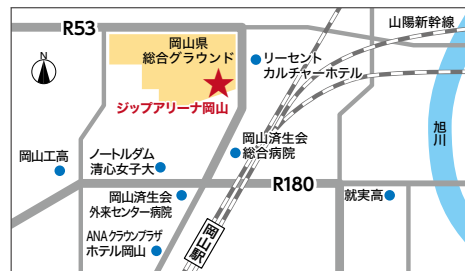 R53
山陽新幹線
岡山県
総合グラウンド
リーセント
カルチャーホテル
N
ジップアリーナ岡山
旭川
岡山済生会
総合病院
岡山工高
ノートルダム
清心女子大
R180
岡山済生会
外来センター病院
就実高
岡山駅
ANAクラウンプラザ
ホテル岡山